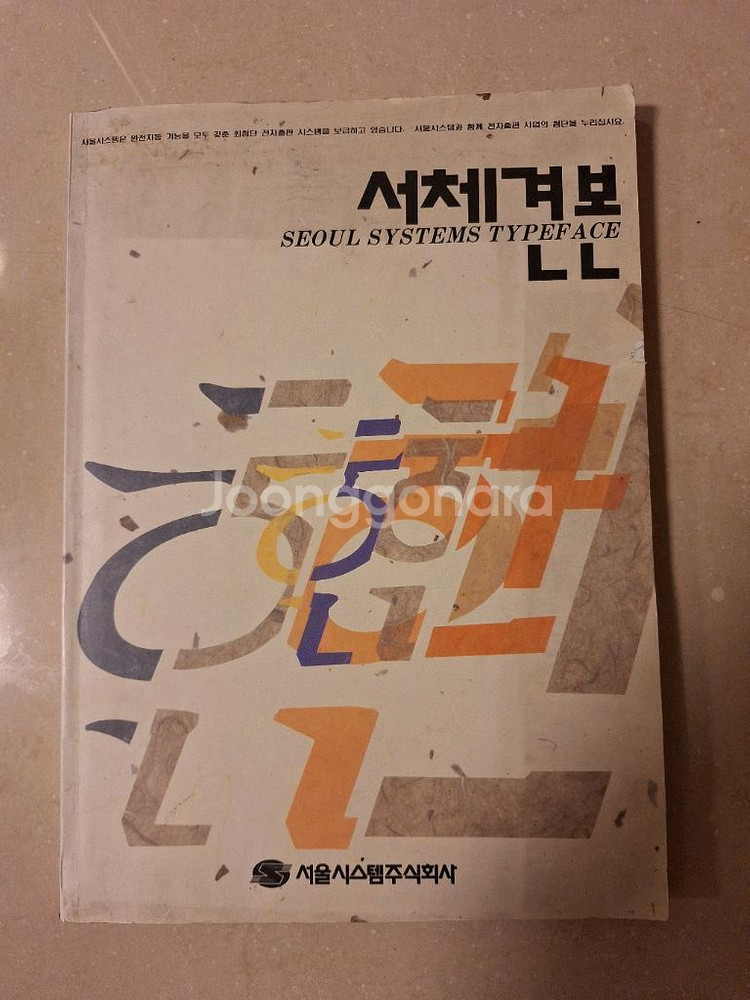 서울시스템은 완전자동 기능을 모두 갖춘 최첨단 전자출판 시스템을 보급하고 있습니다. 서울시스템과 함께 전자출판 사업의 첨단을 누리십시요.
서체견본
SEOUL SYSTEMS TYPEFACE
Joonggonara
서울시스템주식회사